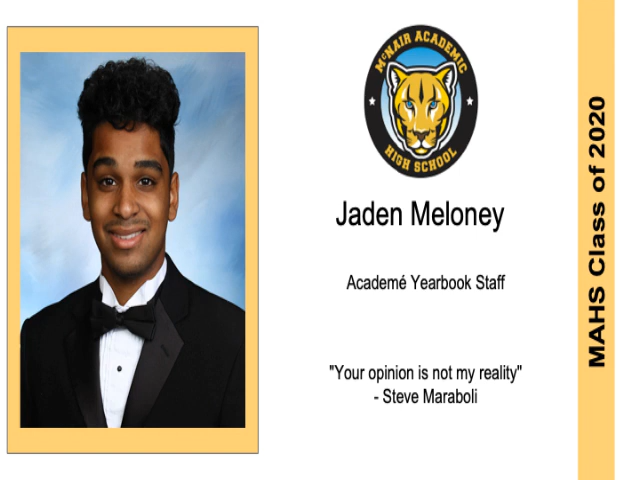 McNAIR ACADEMIC
HIGH SCHOOL
Jaden Meloney
Academé Yearbook Staff
"Your opinion is not my reality"
- Steve Maraboli
MAHS Class of 2020